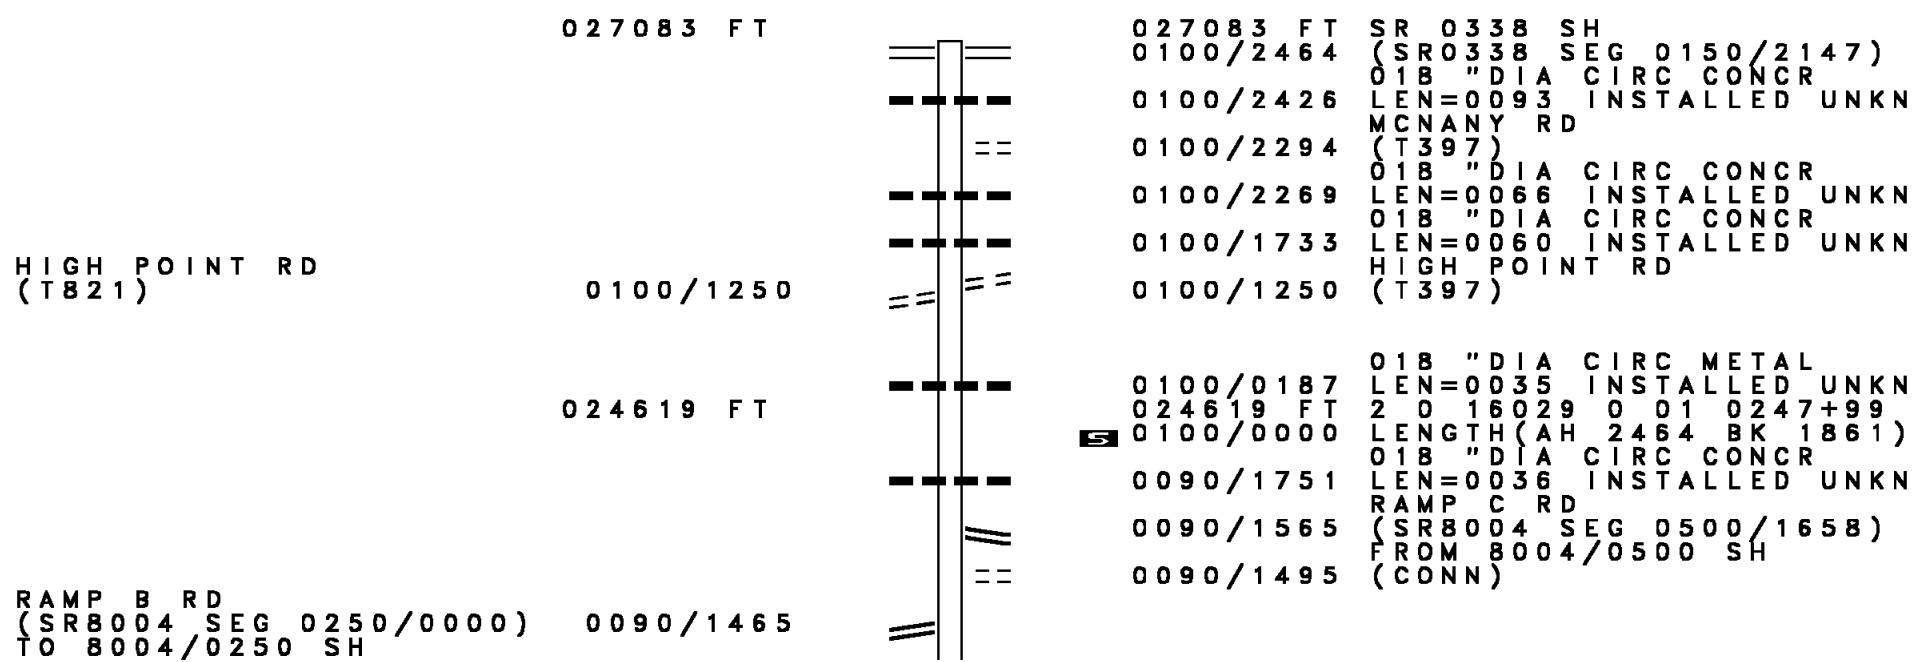 027083 FT 027083 FT SR 0338 SH
0100/2464 (SR0338 SEG 0150/2147)
018 "DIA CIRC CONCR
0100/2426 LEN=0093 INSTALLED UNKN
MCNANY RD
0100/2294 (T397)
018 "DIA CIRC CONCR
0100/2269 LEN=0066 INSTALLED UNKN
018 "DIA CIRC CONCR
0100/1733 LEN=0060 INSTALLED UNKN
HIGH POINT RD HIGH POINT RD
(T821) 0100/1250 0100/1250 (T397)
018 "DIA CIRC METAL
0100/0187 LEN=0035 INSTALLED UNKN
024619 FT 024619 FT 2 0 16029 0 01 0247+99
S 0100/0000 LENGTH(AH 2464 BK 1861)
018 "DIA CIRC CONCR
0090/1751 LEN=0036 INSTALLED UNKN
RAMP C RD
0090/1565 (SR8004 SEG 0500/1658)
FROM 8004/0500 SH
0090/1495 (CONN)
RAMP B RD
(SR8004 SEG 0250/0000) 0090/1465
TO 8004/0250 SH